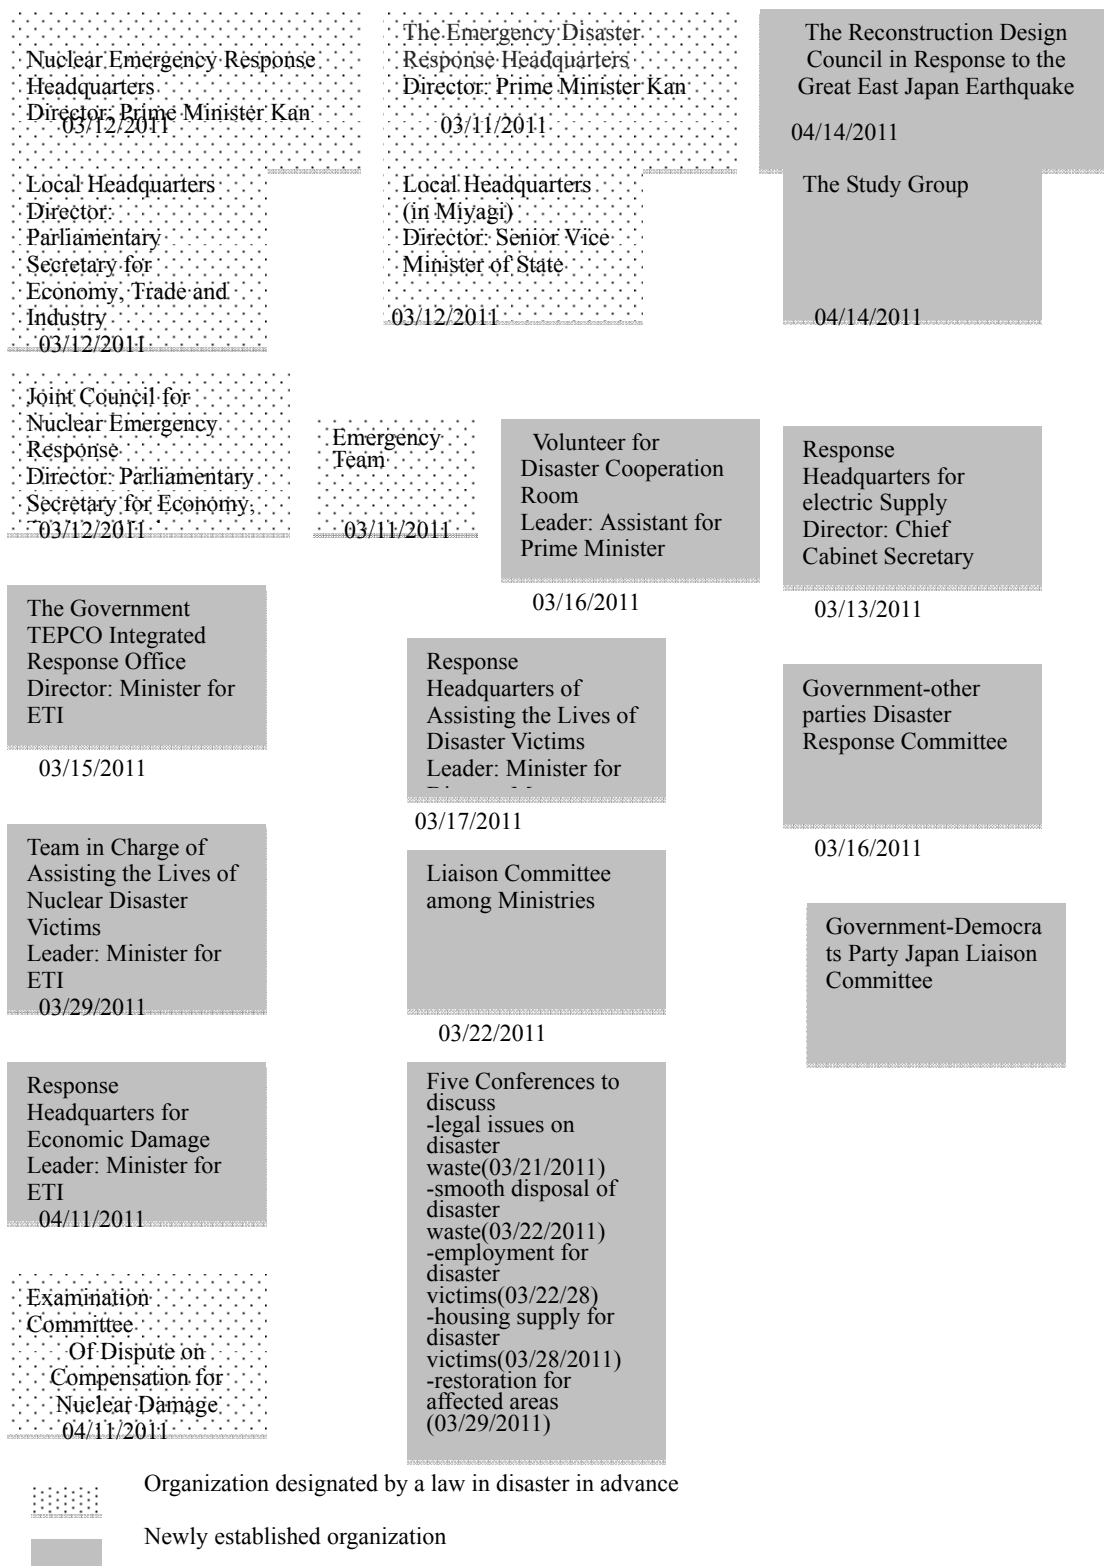 Nuclear Emergency Response
Headquarters
Director: Prime Minister Kan
03/12/2011
The Emergency Disaster
Response Headquarters
Director: Prime Minister Kan
03/11/2011
The Reconstruction Design
Council in Response to the
Great East Japan Earthquake
04/14/2011
Local Headquarters
Director:
Parliamentary
Secretary for
Economy, Trade and
Industry
03/12/2011
Local Headquarters
(in Miyagi)
Director: Senior Vice
Minister of State
03/12/2011
The Study Group
04/14/2011
Joint Council for
Nuclear Emergency
Response
Director: Parliamentary
Secretary for Economy,
03/12/2011
Emergency
Team
03/11/2011
Volunteer for
Disaster Cooperation
Room
Leader: Assistant for
Prime Minister
03/16/2011
Response
Headquarters for
electric Supply
Director: Chief
Cabinet Secretary
03/13/2011
The Government
TEPCO Integrated
Response Office
Director: Minister for
ETI
03/15/2011
Response
Headquarters of
Assisting the Lives of
Disaster Victims
Leader: Minister for
03/17/2011
Government-other
parties Disaster
Response Committee
03/16/2011
Team in Charge of
Assisting the Lives of
Nuclear Disaster
Victims
Leader: Minister for
ETI
03/29/2011
Liaison Committee
among Ministries
03/22/2011
Government-Democra
ts Party Japan Liaison
Committee
Response
Headquarters for
Economic Damage
Leader: Minister for
ETI
04/11/2011
Five Conferences to
discuss
-legal issues on
disaster
waste(03/21/2011)
-smooth disposal of
disaster
waste(03/22/2011)
-employment for
disaster
victims(03/22/28)
-housing supply for
disaster
victims(03/28/2011)
-restoration for
affected areas
(03/29/2011)
Examination
Committee
Of Dispute on
Compensation for
Nuclear Damage
04/11/2011
Organization designated by a law in disaster in advance
Newly established organization